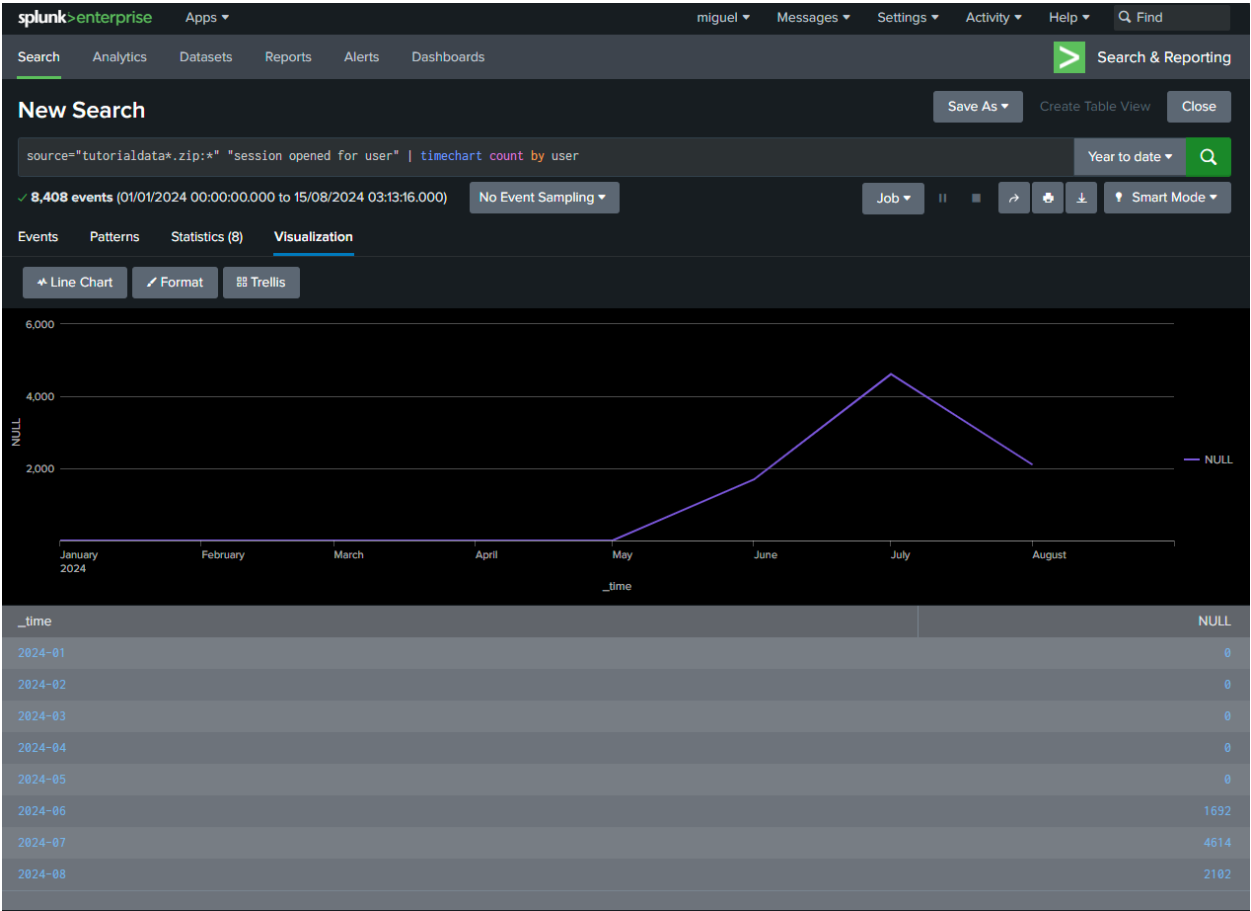 splunk>enterprise Apps miguel Messages Settings Activity Help Find
Search Analytics Datasets Reports Alerts Dashboards Search & Reporting
New Search Save As Create Table View Close
source="tutorialdata*.zip:*" "session opened for user" | timechart count by user Year to date
8,408 events (01/01/2024 00:00:00.000 to 15/08/2024 03:13:16.000) No Event Sampling Job Smart Mode
Events Patterns Statistics (8) Visualization
Line Chart Format Trellis
6,000
4,000
NULL
2,000
NULL
January February March April May June July August
2024
_time
_time NULL
2024-01 0
2024-02 0
2024-03 0
2024-04 0
2024-05 0
2024-06 1692
2024-07 4614
2024-08 2102